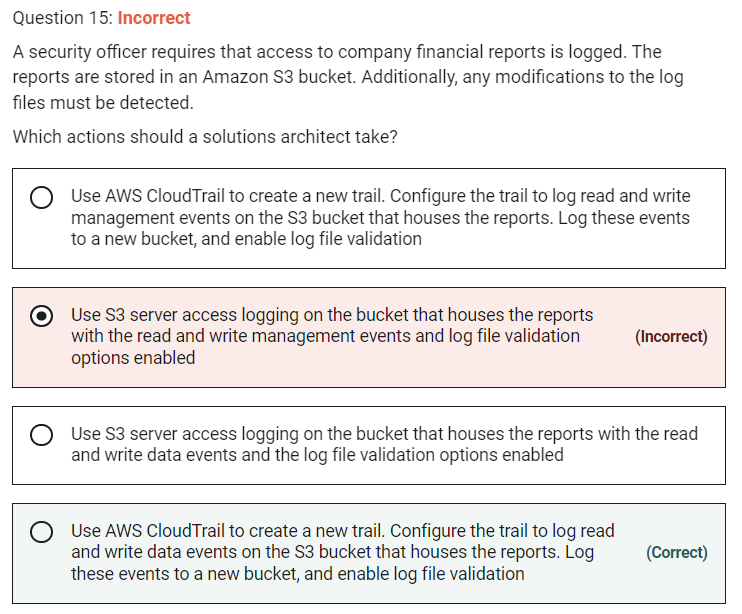 Question 15: Incorrect
A security officer requires that access to company financial reports is logged. The
reports are stored in an Amazon S3 bucket. Additionally, any modifications to the log
files must be detected.
Which actions should a solutions architect take?
Use AWS CloudTrail to create a new trail. Configure the trail to log read and write
management events on the S3 bucket that houses the reports. Log these events
to a new bucket, and enable log file validation
Use S3 server access logging on the bucket that houses the reports
with the read and write management events and log file validation
options enabled
(Incorrect)
Use S3 server access logging on the bucket that houses the reports with the read
and write data events and the log file validation options enabled
Use AWS CloudTrail to create a new trail. Configure the trail to log read
and write data events on the S3 bucket that houses the reports. Log
these events to a new bucket, and enable log file validation
(Correct)